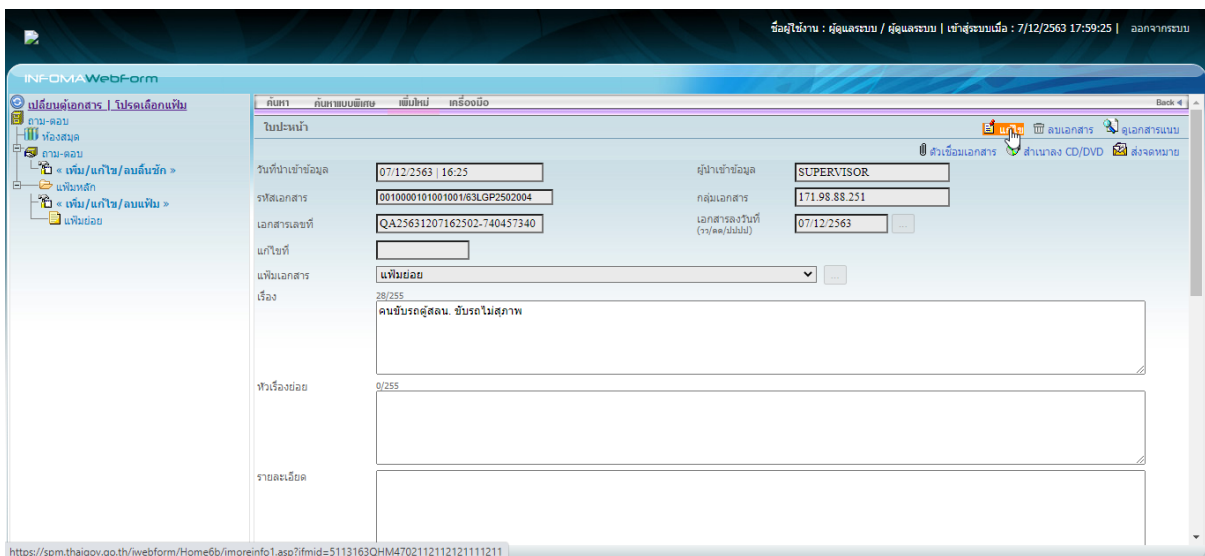 ชื่อผู้ใช้งาน : ผู้ดูแลระบบ / ผู้ดูแลระบบ | เข้าสู่ระบบเมื่อ : 7/12/2563 17:59:25 | ออกจากระบบ
INFOMAWebForm
เปลี่ยนตู้เอกสาร | โปรดเลือกแฟ้ม
ถาม-ตอบ
ห้องสมุด
ถาม-ตอบ
« เพิ่ม/แก้ไข/ลบลิ้นชัก »
แฟ้มหลัก
« เพิ่ม/แก้ไข/ลบแฟ้ม »
แฟ้มย่อย
ค้นหา ค้นหาแบบพิเศษ เพิ่มใหม่ เครื่องมือ Back
ใบปะหน้า แก้ไข ลบเอกสาร ดูเอกสารแนบ
ตัวเชื่อมเอกสาร สำเนาลง CD/DVD ส่งจดหมาย
วันที่นำเข้าข้อมูล 07/12/2563 | 16:25 ผู้นำเข้าข้อมูล SUPERVISOR
รหัสเอกสาร 0010000101001001/63LGP2502004 กลุ่มเอกสาร 171.98.88.251
เอกสารเลขที่ QA25631207162502-740457340 เอกสารลงวันที่ 07/12/2563 ...
(วว/ดด/ปปปป)
แก้ไขที่
แฟ้มเอกสาร แฟ้มย่อย ...
เรื่อง 28/255
คนขับรถตู้สลน. ขับรถไม่สุภาพ
หัวเรื่องย่อย 0/255
รายละเอียด
https://spm.thaigov.go.th/iwebform/Home6b/imoreinfo1.asp?ifmid=5113163QHM4702112112121111211